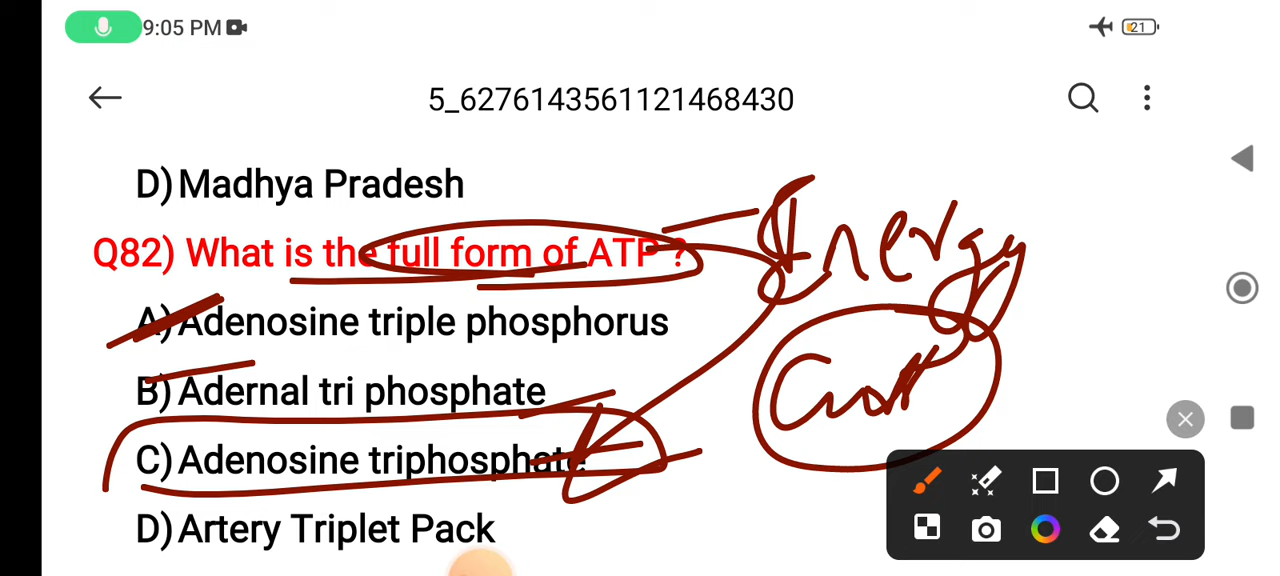 9:05 PM
21
5_6276143561121468430
D) Madhya Pradesh
Q82) What is the full form of ATP ?
Energy
A) Adenosine triple phosphorus
B) Adernal tri phosphate
C) Adenosine triphosphate
D) Artery Triplet Pack